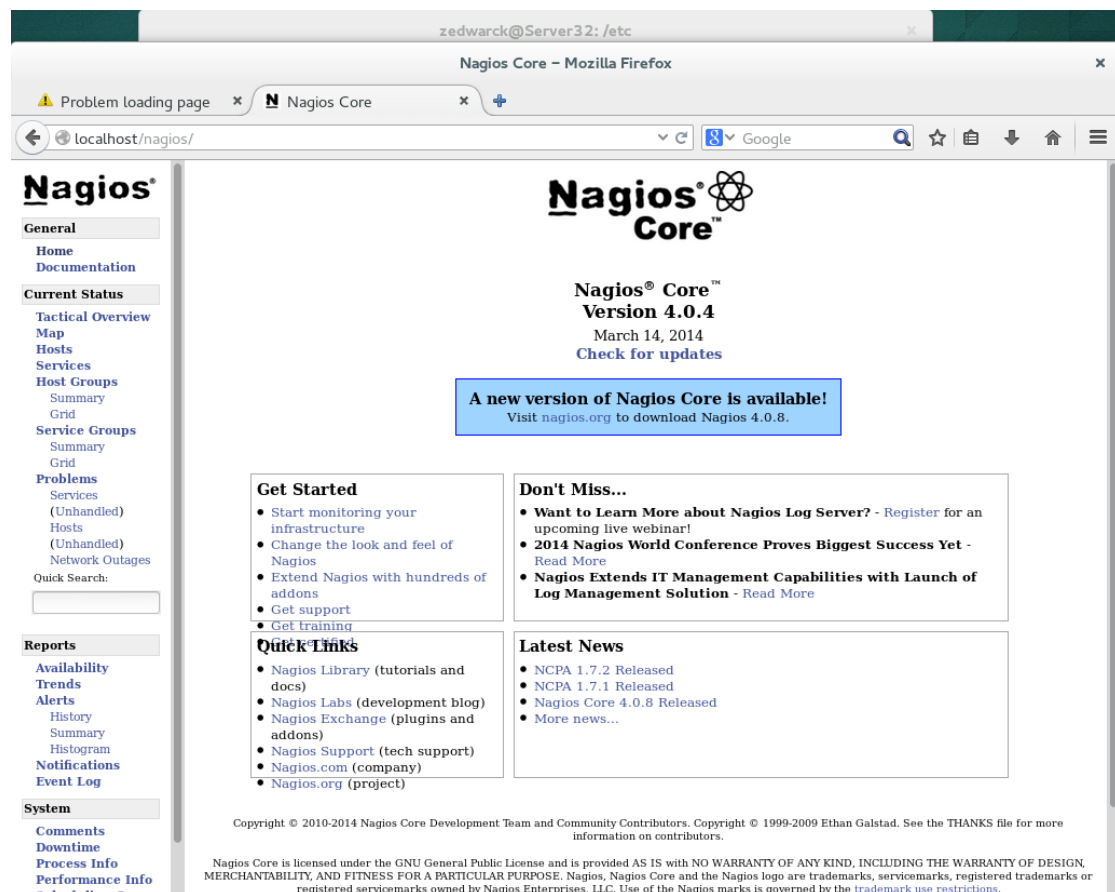 zedwarck@Server32: /etc
Nagios Core – Mozilla Firefox
Problem loading page
Nagios Core
localhost/nagios/
Google
Nagios®
General
Home
Documentation
Current Status
Tactical Overview
Map
Hosts
Services
Host Groups
Summary
Grid
Service Groups
Summary
Grid
Problems
Services
(Unhandled)
Hosts
(Unhandled)
Network Outages
Quick Search:
Reports
Availability
Trends
Alerts
History
Summary
Histogram
Notifications
Event Log
System
Comments
Downtime
Process Info
Performance Info
Nagios®
Core™
Nagios® Core™
Version 4.0.4
March 14, 2014
Check for updates
A new version of Nagios Core is available!
Visit nagios.org to download Nagios 4.0.8.
Get Started
Start monitoring your
infrastructure
Change the look and feel of
Nagios
Extend Nagios with hundreds of
addons
Get support
Get training
Get certified
Don't Miss...
Want to Learn More about Nagios Log Server? - Register for an
upcoming live webinar!
2014 Nagios World Conference Proves Biggest Success Yet -
Read More
Nagios Extends IT Management Capabilities with Launch of
Log Management Solution - Read More
Quick Links
Nagios Library (tutorials and
docs)
Nagios Labs (development blog)
Nagios Exchange (plugins and
addons)
Nagios Support (tech support)
Nagios.com (company)
Nagios.org (project)
Latest News
NCPA 1.7.2 Released
NCPA 1.7.1 Released
Nagios Core 4.0.8 Released
More news...
Copyright © 2010-2014 Nagios Core Development Team and Community Contributors. Copyright © 1999-2009 Ethan Galstad. See the THANKS file for more
information on contributors.
Nagios Core is licensed under the GNU General Public License and is provided AS IS with NO WARRANTY OF ANY KIND, INCLUDING THE WARRANTY OF DESIGN,
MERCHANTABILITY, AND FITNESS FOR A PARTICULAR PURPOSE. Nagios, Nagios Core and the Nagios logo are trademarks, servicemarks, registered trademarks or
registered servicemarks owned by Nagios Enterprises, LLC. Use of the Nagios marks is governed by the trademark use restrictions.